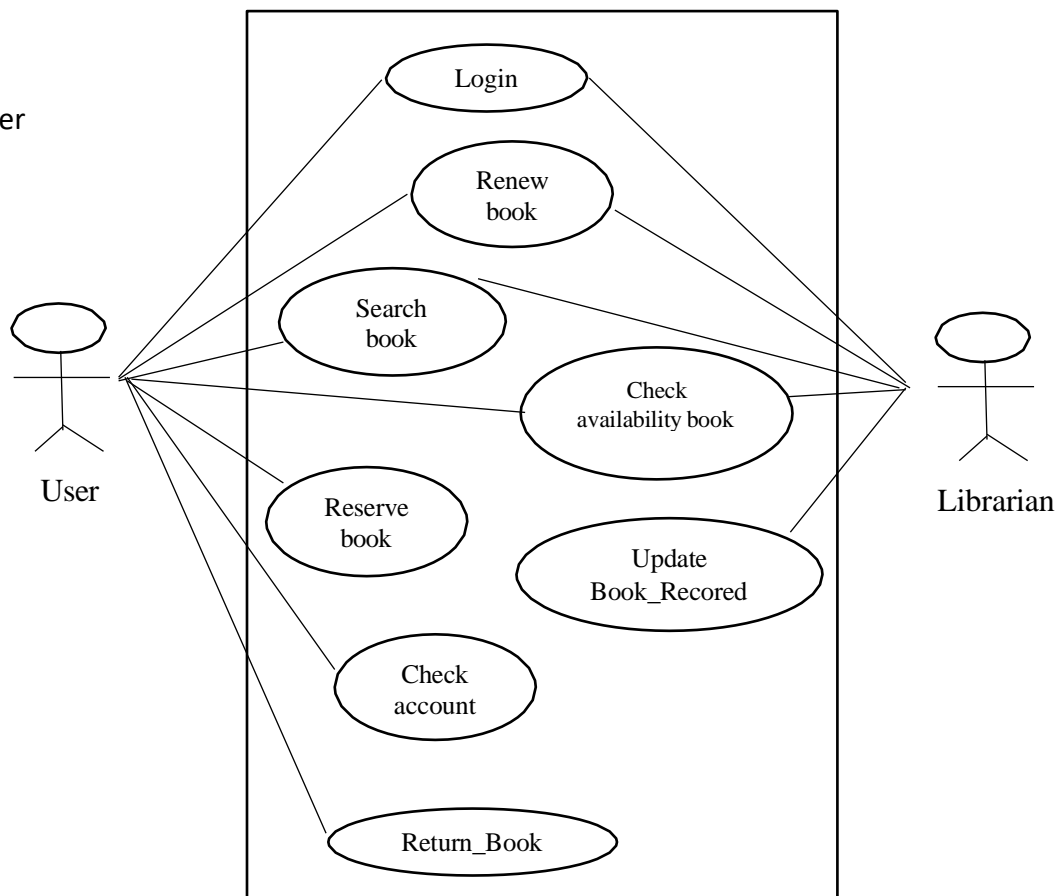 Login
er
Renew
book
Search
book
Check
availability book
User
Librarian
Reserve
book
Update
Book_Recored
Check
account
Return_Book